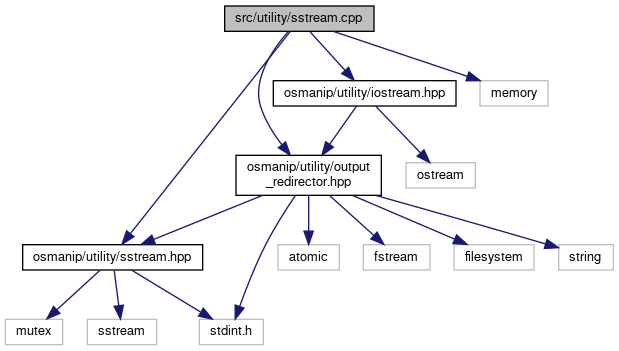 src/utility/sstream.cpp
osmanip/utility/iostream.hpp
memory
osmanip/utility/output
_redirector.hpp
ostream
osmanip/utility/sstream.hpp
atomic
fstream
filesystem
string
mutex
sstream
stdint.h